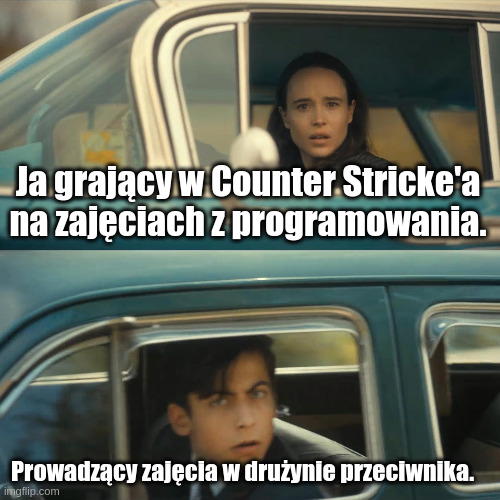 Ja grający w Counter Stricke'a
na zajęciach z programowania.
Prowadzący zajęcia w drużynie przeciwnika.
imgflip.com